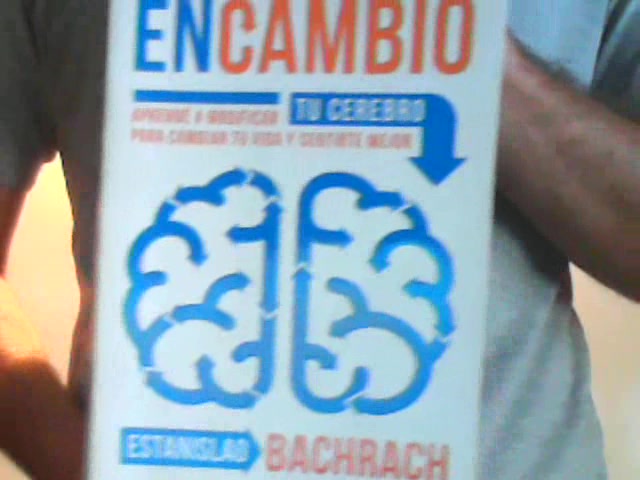 ENCAMBIO
APRENDÉ A MODIFICAR TU CEREBRO
PARA CAMBIAR TU VIDA Y SENTIRTE MEJOR
ESTANISLAO BACHRACH